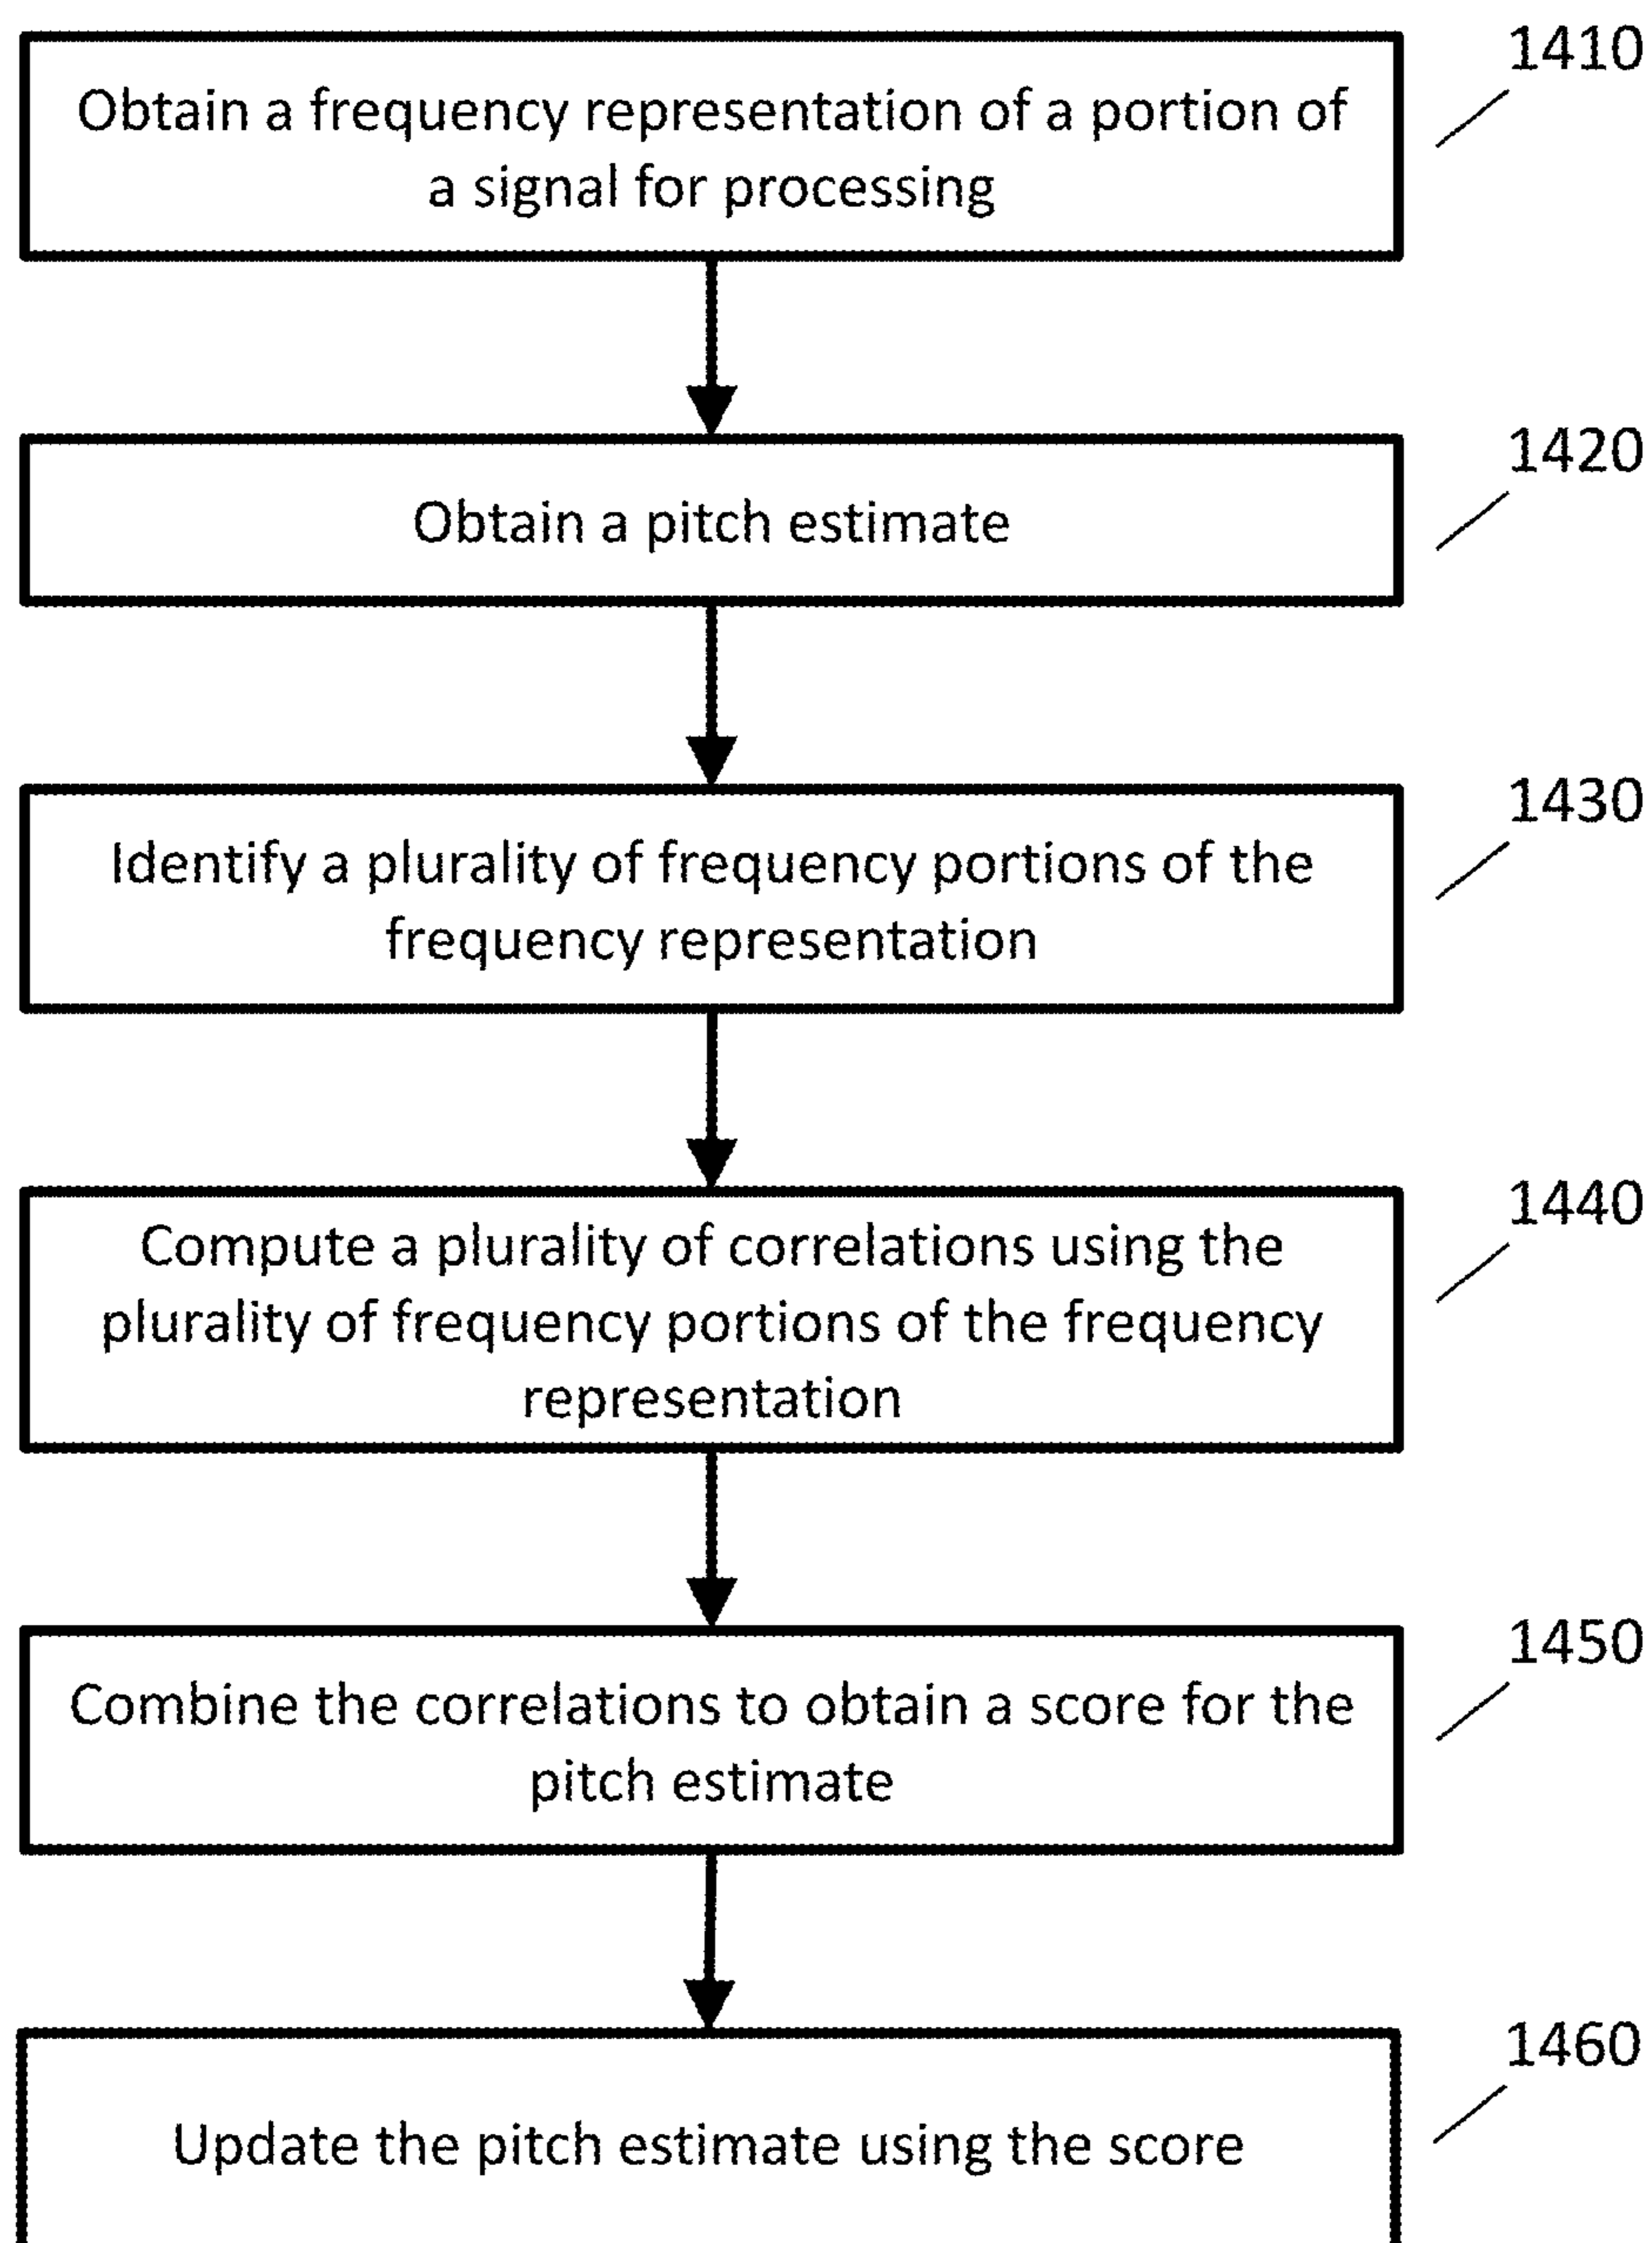 1410
Obtain a frequency representation of a portion of
a signal for processing
1420
Obtain a pitch estimate
1430
Identify a plurality of frequency portions of the
frequency representation
1440
Compute a plurality of correlations using the
plurality of frequency portions of the frequency
representation
1450
Combine the correlations to obtain a score for the
pitch estimate
1460
Update the pitch estimate using the score